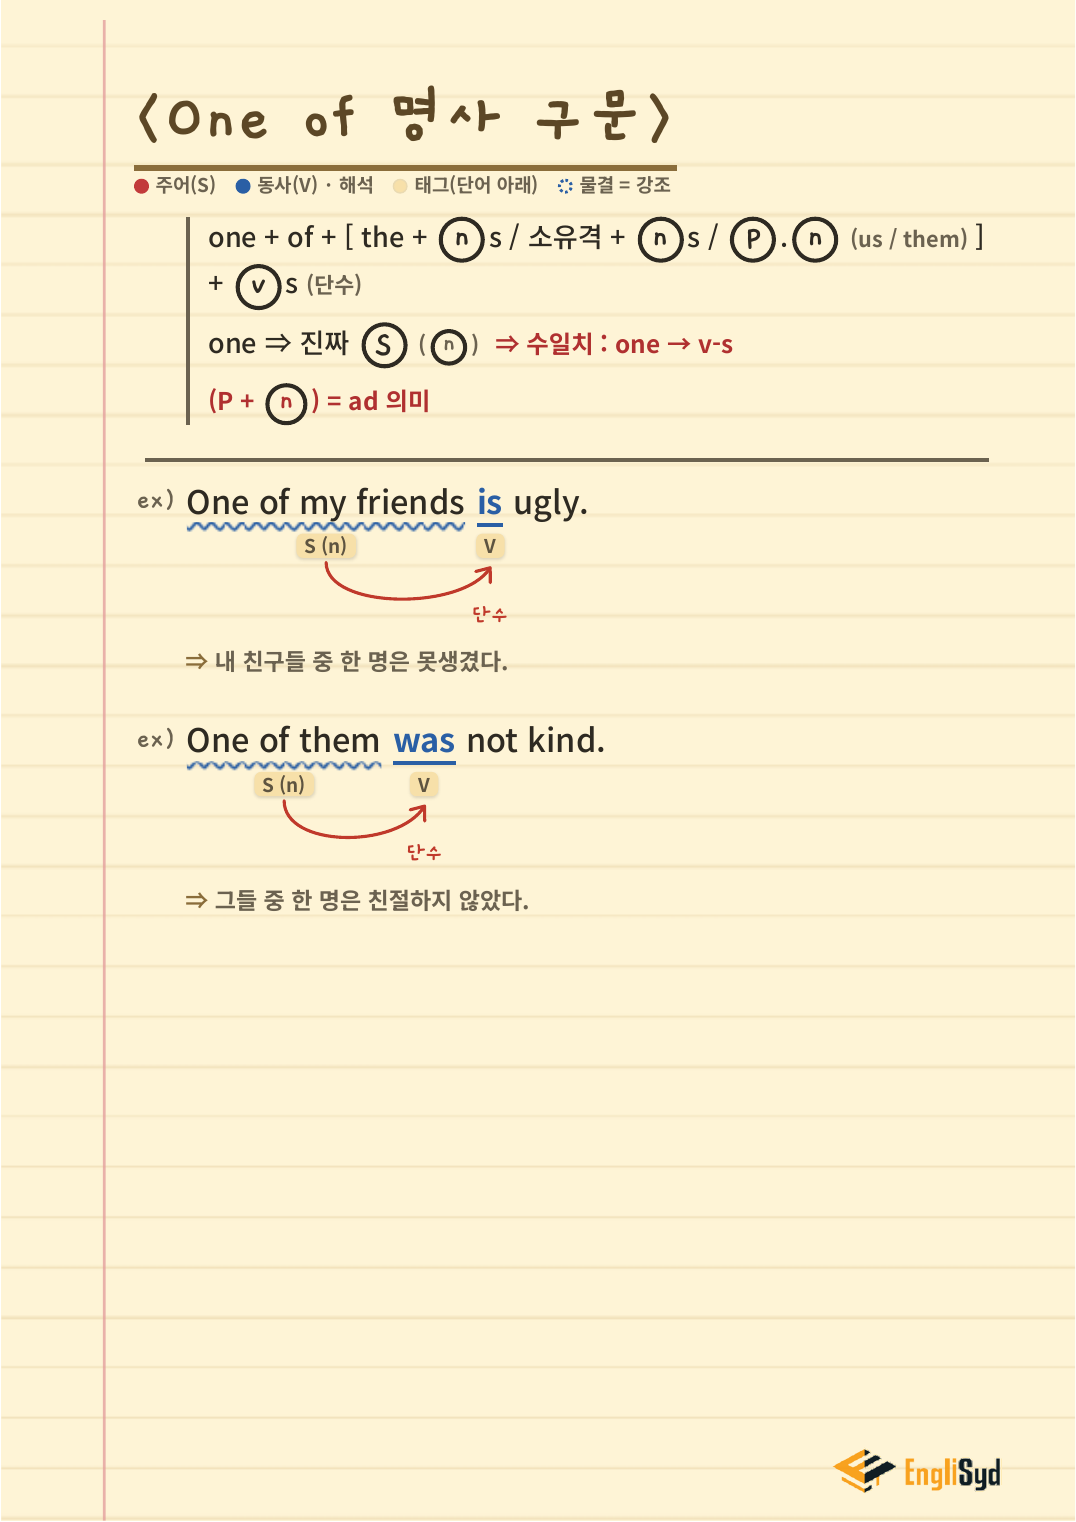 <One of 명사 구문>
주어(S) 동사(V) · 해석 태그(단어 아래) 물결 = 강조
one + of + [ the + n s / 소유격 + n s / P . n (us / them) ]
+ v s (단수)
one ⇒ 진짜 S ( n ) ⇒ 수일치 : one → v-s
(P + n ) = ad 의미
ex) One of my friends is ugly.
S (n) V
단수
⇒ 내 친구들 중 한 명은 못생겼다.
ex) One of them was not kind.
S (n) V
단수
⇒ 그들 중 한 명은 친절하지 않았다.
EngliSyd